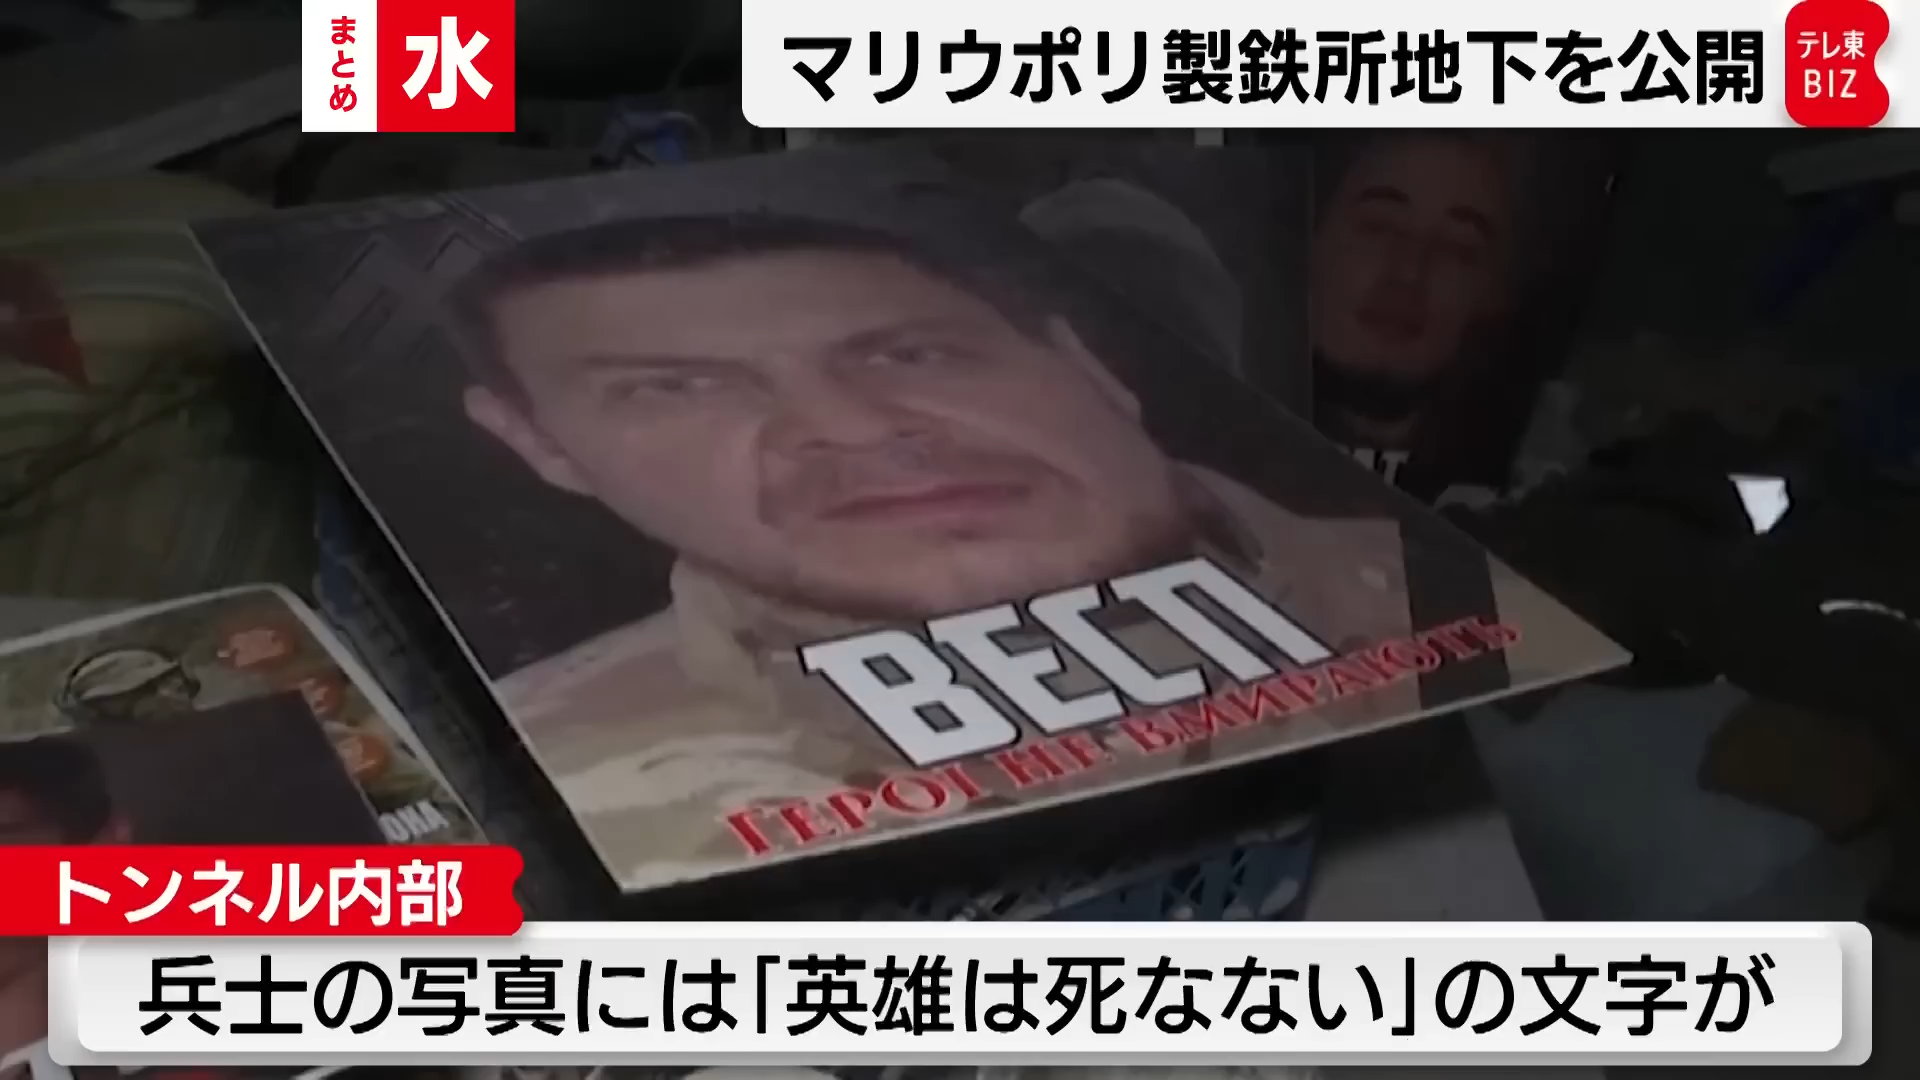 まとめ
水
マリウポリ製鉄所地下を公開
テレ東
BIZ
ВЕСП
ГЕРОЇ НЕ ВМИРАЮТЬ
ОНА
トンネル内部
兵士の写真には「英雄は死なない」の文字が